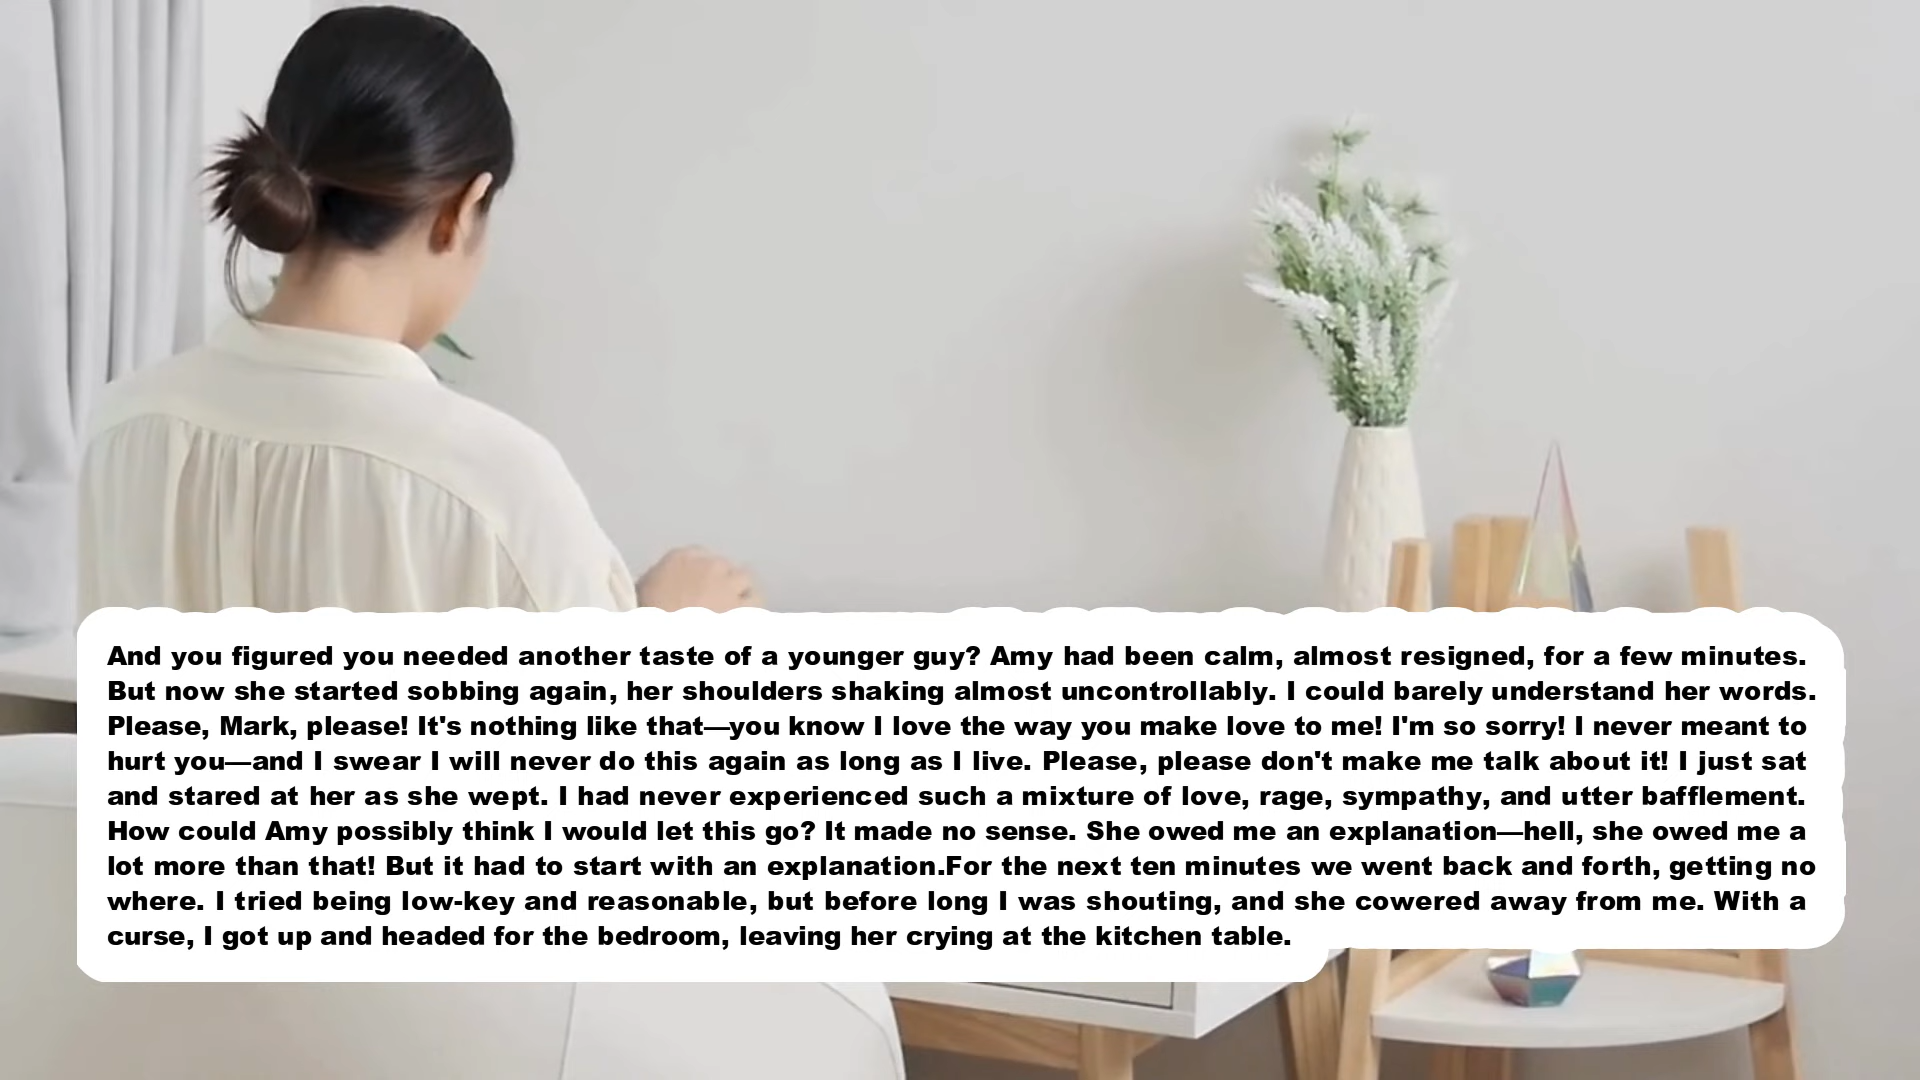 And you figured you needed another taste of a younger guy? Amy had been calm, almost resigned, for a few minutes.
But now she started sobbing again, her shoulders shaking almost uncontrollably. I could barely understand her words.
Please, Mark, please! It's nothing like that—you know I love the way you make love to me! I'm so sorry! I never meant to
hurt you—and I swear I will never do this again as long as I live. Please, please don't make me talk about it! I just sat
and stared at her as she wept. I had never experienced such a mixture of love, rage, sympathy, and utter bafflement.
How could Amy possibly think I would let this go? It made no sense. She owed me an explanation—hell, she owed me a
lot more than that! But it had to start with an explanation.For the next ten minutes we went back and forth, getting no
where. I tried being low-key and reasonable, but before long I was shouting, and she cowered away from me. With a
curse, I got up and headed for the bedroom, leaving her crying at the kitchen table.